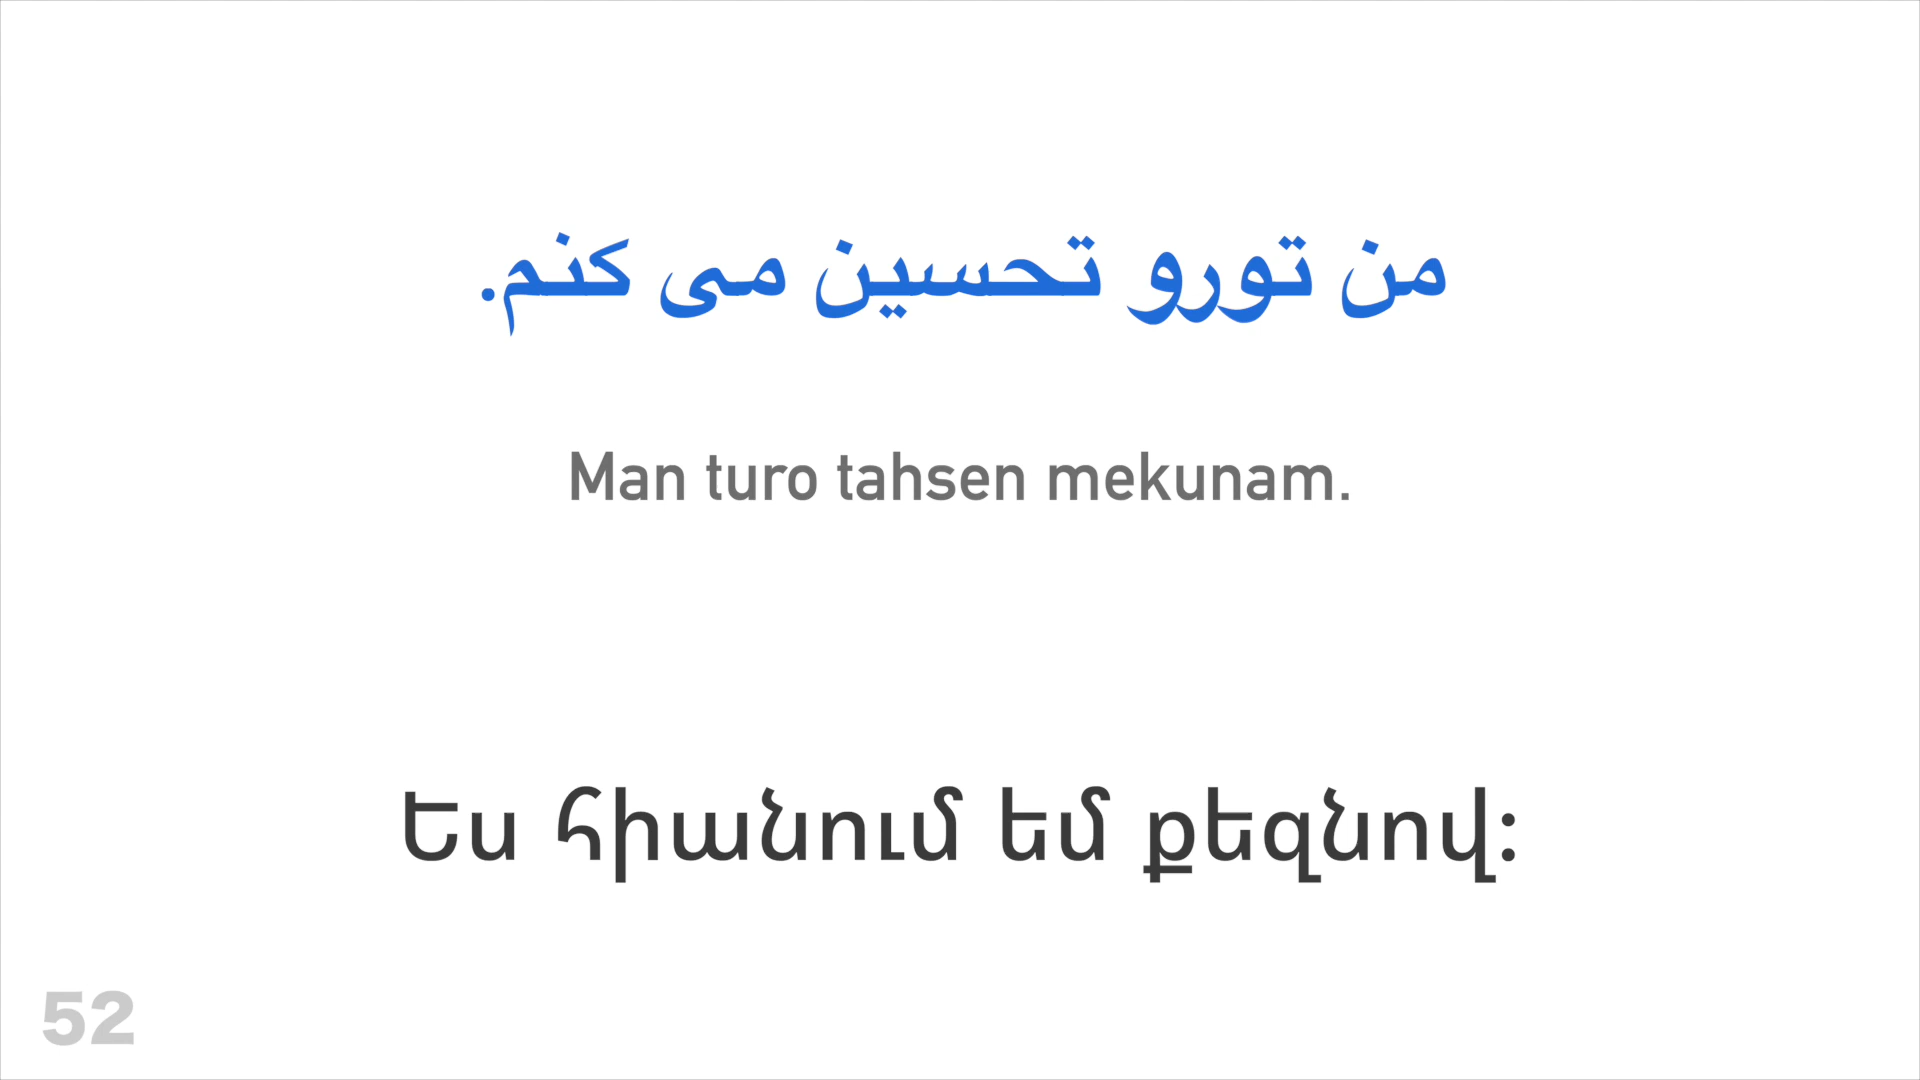 من تورو تحسین می کنم.
Man turo tahsen mekunam.
Ես հիանում եմ քեզնով:
52